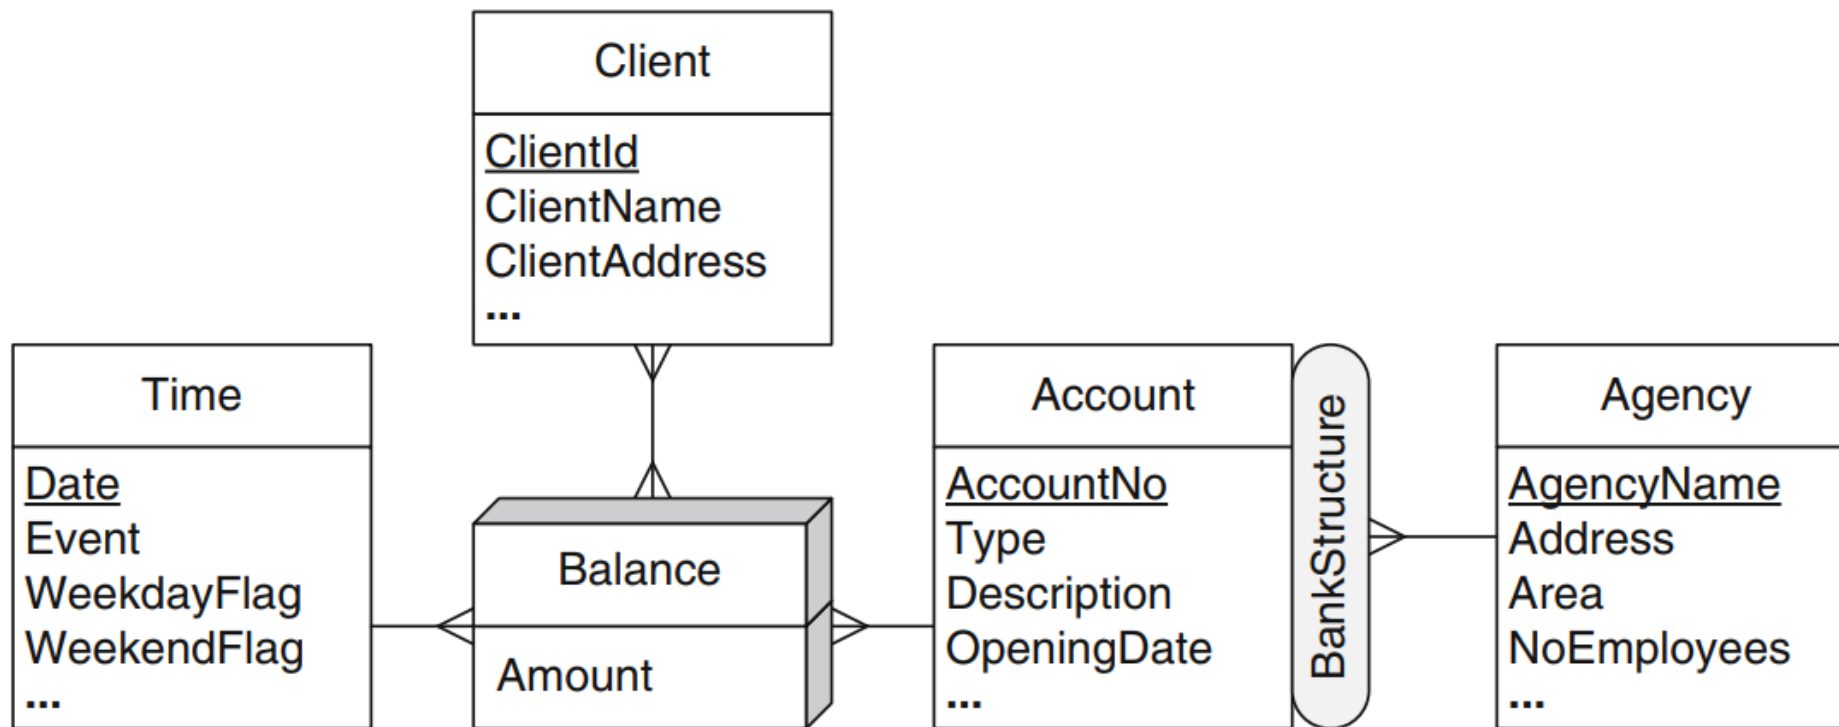 Client
ClientId
ClientName
ClientAddress
...
Time
Date
Event
WeekdayFlag
WeekendFlag
...
Balance
Amount
Account
AccountNo
Type
Description
OpeningDate
...
BankStructure
Agency
AgencyName
Address
Area
NoEmployees
...